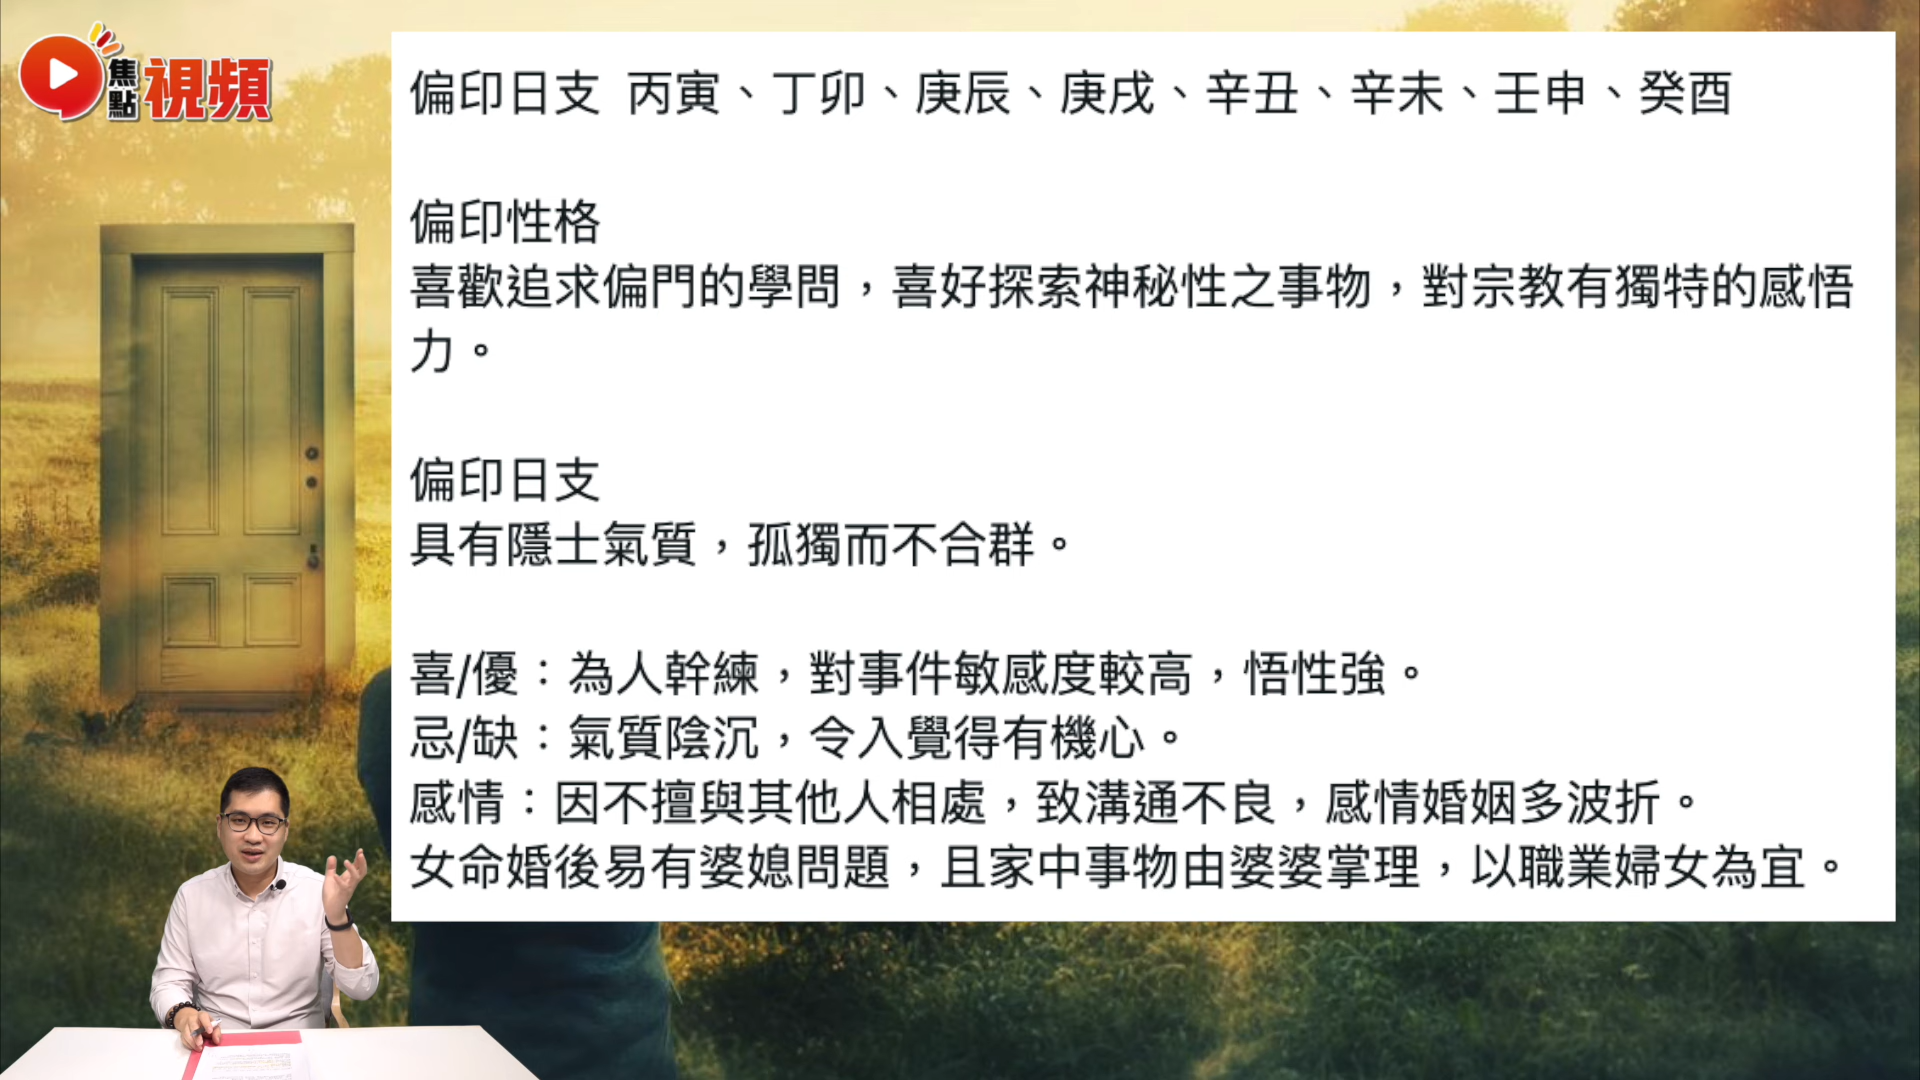 焦點視頻
偏印日支 丙寅、丁卯、庚辰、庚戌、辛丑、辛未、壬申、癸酉
偏印性格
喜歡追求偏門的學問，喜好探索神秘性之事物，對宗教有獨特的感悟
力。
偏印日支
具有隱士氣質，孤獨而不合群。
喜/優：為人幹練，對事件敏感度較高，悟性強。
忌/缺：氣質陰沉，令入覺得有機心。
感情：因不擅與其他人相處，致溝通不良，感情婚姻多波折。
女命婚後易有婆媳問題，且家中事物由婆婆掌理，以職業婦女為宜。